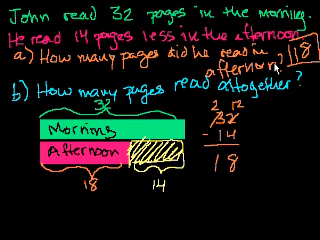 John read 32 pages in the morning.
He read 14 pages less in the afternoon
a) How many pages did he read in
afternoon? 18
b) How many pages read altogether?
32
2 12
Morning
32
- 14
Afternoon
18
18
14